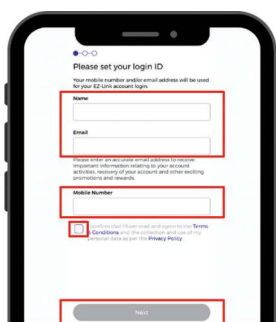 Please set your login ID
Your mobile number and/or email address will be used
for your EZ-Link account login.
Name
Email
Please enter an accurate email address to receive
important information relating to your account
activities, recovery of your account and other exciting
promotions and rewards.
Mobile Number
I confirm that I have read and agree to the Terms
& Conditions and the collection and use of my
personal data as per the Privacy Policy.
Next